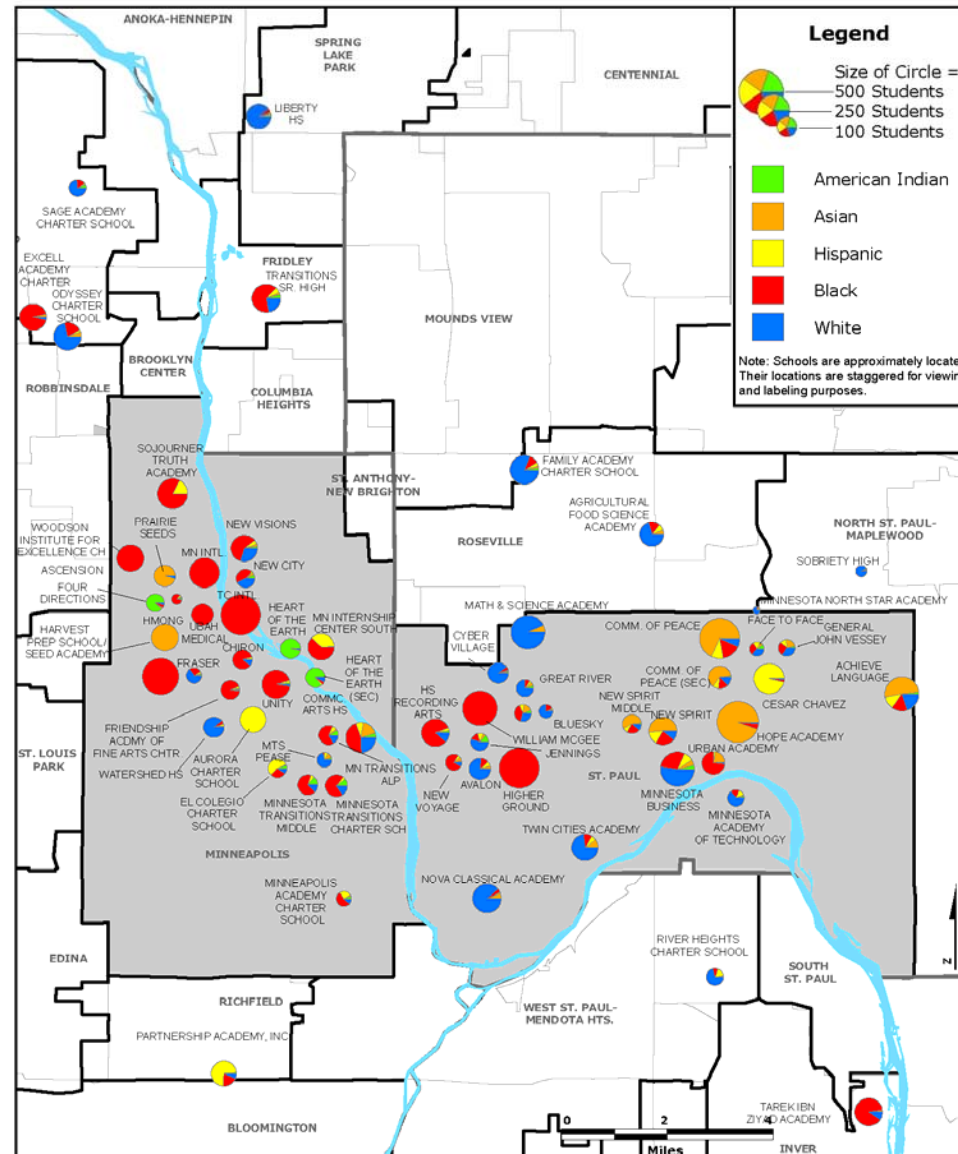 ANOKA-HENNEPIN
SPRING
LAKE
PARK
CENTENNIAL
LIBERTY
HS
SAGE ACADEMY
CHARTER SCHOOL
EXCELL
ACADEMY
CHARTER
ODYSSEY
CHARTER
SCHOOL
FRIDLEY
TRANSITIONS
SR. HIGH
MOUNDS VIEW
BROOKLYN
CENTER
ROBBINSDALE
COLUMBIA
HEIGHTS
Legend
Size of Circle =
500 Students
250 Students
100 Students
American Indian
Asian
Hispanic
Black
White
Note: Schools are approximately locate
Their locations are staggered for viewin
and labeling purposes.
SOJOURNER
TRUTH
ACADEMY
ST. ANTHONY-
NEW BRIGHTON
FAMILY ACADEMY
CHARTER SCHOOL
AGRICULTURAL
FOOD SCIENCE
ACADEMY
ROSEVILLE
NORTH ST. PAUL-
MAPLEWOOD
SOBRIETY HIGH
MINNESOTA NORTH STAR ACADEMY
WOODSON
INSTITUTE FOR
EXCELLENCE CH
PRAIRIE
SEEDS
NEW VISIONS
ASCENSION
MN INTL
NEW CITY
FOUR
DIRECTIONS
TC INTL
HMONG
UBAH
MEDICAL
HEART
OF THE
EARTH
MN INTERNSHIP
CENTER SOUTH
HARVEST
PREP SCHOOL/
SEED ACADEMY
CHIRON
FRASER
HEART
OF THE
EARTH
(SEC)
UNITY
COMMC.
ARTS HS
FRIENDSHIP
ACDMY OF
FINE ARTS CHTR
WATERSHED HS
AURORA
CHARTER
SCHOOL
MTS
PEASE
MN TRANSITIONS
ALP
EL COLEGIO
CHARTER
SCHOOL
MINNESOTA
TRANSITIONS
MIDDLE
MINNESOTA
TRANSITIONS
CHARTER SCH
ST. LOUIS
PARK
MINNEAPOLIS
MINNEAPOLIS
ACADEMY
CHARTER
SCHOOL
MATH & SCIENCE ACADEMY
CYBER
VILLAGE
GREAT RIVER
HS
RECORDING
ARTS
BLUESKY
WILLIAM MCGEE
JENNINGS
NEW
VOYAGE
AVALON
HIGHER
GROUND
COMM. OF PEACE
FACE TO FACE
GENERAL
JOHN VESSEY
COMM. OF
PEACE (SEC)
ACHIEVE
LANGUAGE
CESAR CHAVEZ
NEW SPIRIT
MIDDLE
NEW SPIRIT
HOPE ACADEMY
URBAN ACADEMY
ST. PAUL
MINNESOTA
BUSINESS
MINNESOTA
ACADEMY
OF TECHNOLOGY
TWIN CITIES ACADEMY
NOVA CLASSICAL ACADEMY
RIVER HEIGHTS
CHARTER SCHOOL
SOUTH
ST. PAUL
N
EDINA
RICHFIELD
PARTNERSHIP ACADEMY, INC
WEST ST. PAUL-
MENDOTA HTS.
BLOOMINGTON
TAREK IBN
ZIYAD ACADEMY
INVER
0 2 4
Miles